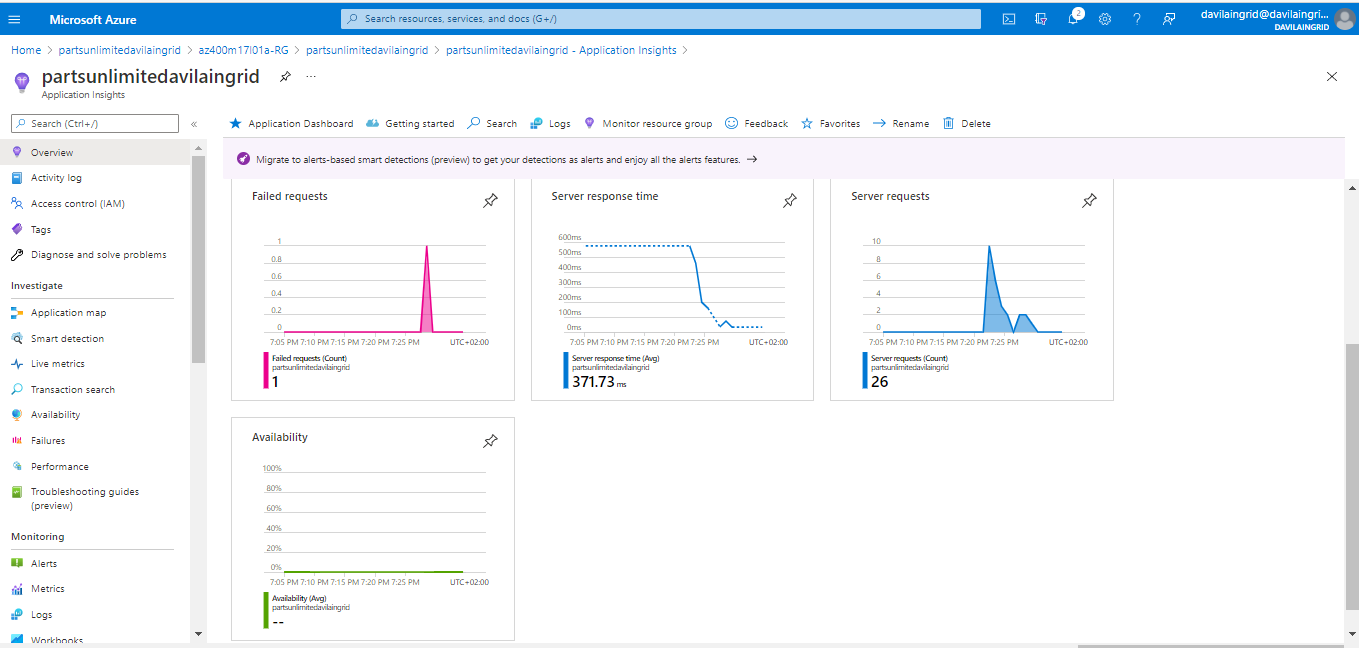 Microsoft Azure
Search resources, services, and docs (G+/)
2
davilaingrid@davilaingri...
DAVILAINGRID
Home > partsunlimitedavilaingrid > az400m17l01a-RG > partsunlimitedavilaingrid > partsunlimitedavilaingrid - Application Insights >
partsunlimitedavilaingrid
...
Application Insights
Search (Ctrl+/)
«
Application Dashboard
Getting started
Search
Logs
Monitor resource group
Feedback
Favorites
Rename
Delete
Overview
Activity log
Access control (IAM)
Tags
Diagnose and solve problems
Investigate
Application map
Smart detection
Live metrics
Transaction search
Availability
Failures
Performance
Troubleshooting guides
(preview)
Monitoring
Alerts
Metrics
Logs
Workbooks
Migrate to alerts-based smart detections (preview) to get your detections as alerts and enjoy all the alerts features. →
Failed requests
1
0.8
0.6
0.4
0.2
0
7:05 PM 7:10 PM 7:15 PM 7:20 PM 7:25 PM UTC+02:00
Failed requests (Count)
partsunlimitedavilaingrid
1
Server response time
600ms
500ms
400ms
300ms
200ms
100ms
0ms
7:05 PM 7:10 PM 7:15 PM 7:20 PM 7:25 PM UTC+02:00
Server response time (Avg)
partsunlimitedavilaingrid
371.73 ms
Server requests
10
8
6
4
2
0
7:05 PM 7:10 PM 7:15 PM 7:20 PM 7:25 PM UTC+02:00
Server requests (Count)
partsunlimitedavilaingrid
26
Availability
100%
80%
60%
40%
20%
0%
7:05 PM 7:10 PM 7:15 PM 7:20 PM 7:25 PM UTC+02:00
Availability (Avg)
partsunlimitedavilaingrid
--